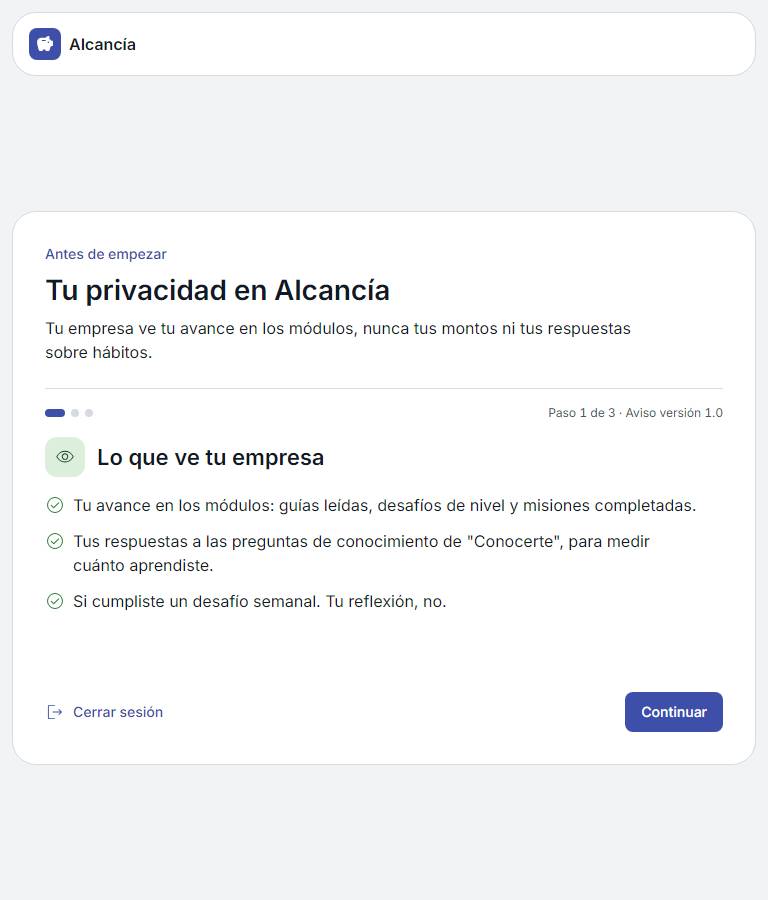 Alcancía
Antes de empezar
Tu privacidad en Alcancía
Tu empresa ve tu avance en los módulos, nunca tus montos ni tus respuestas
sobre hábitos.
Paso 1 de 3 · Aviso versión 1.0
Lo que ve tu empresa
Tu avance en los módulos: guías leídas, desafíos de nivel y misiones completadas.
Tus respuestas a las preguntas de conocimiento de "Conocerte", para medir
cuánto aprendiste.
Si cumpliste un desafío semanal. Tu reflexión, no.
Cerrar sesión
Continuar